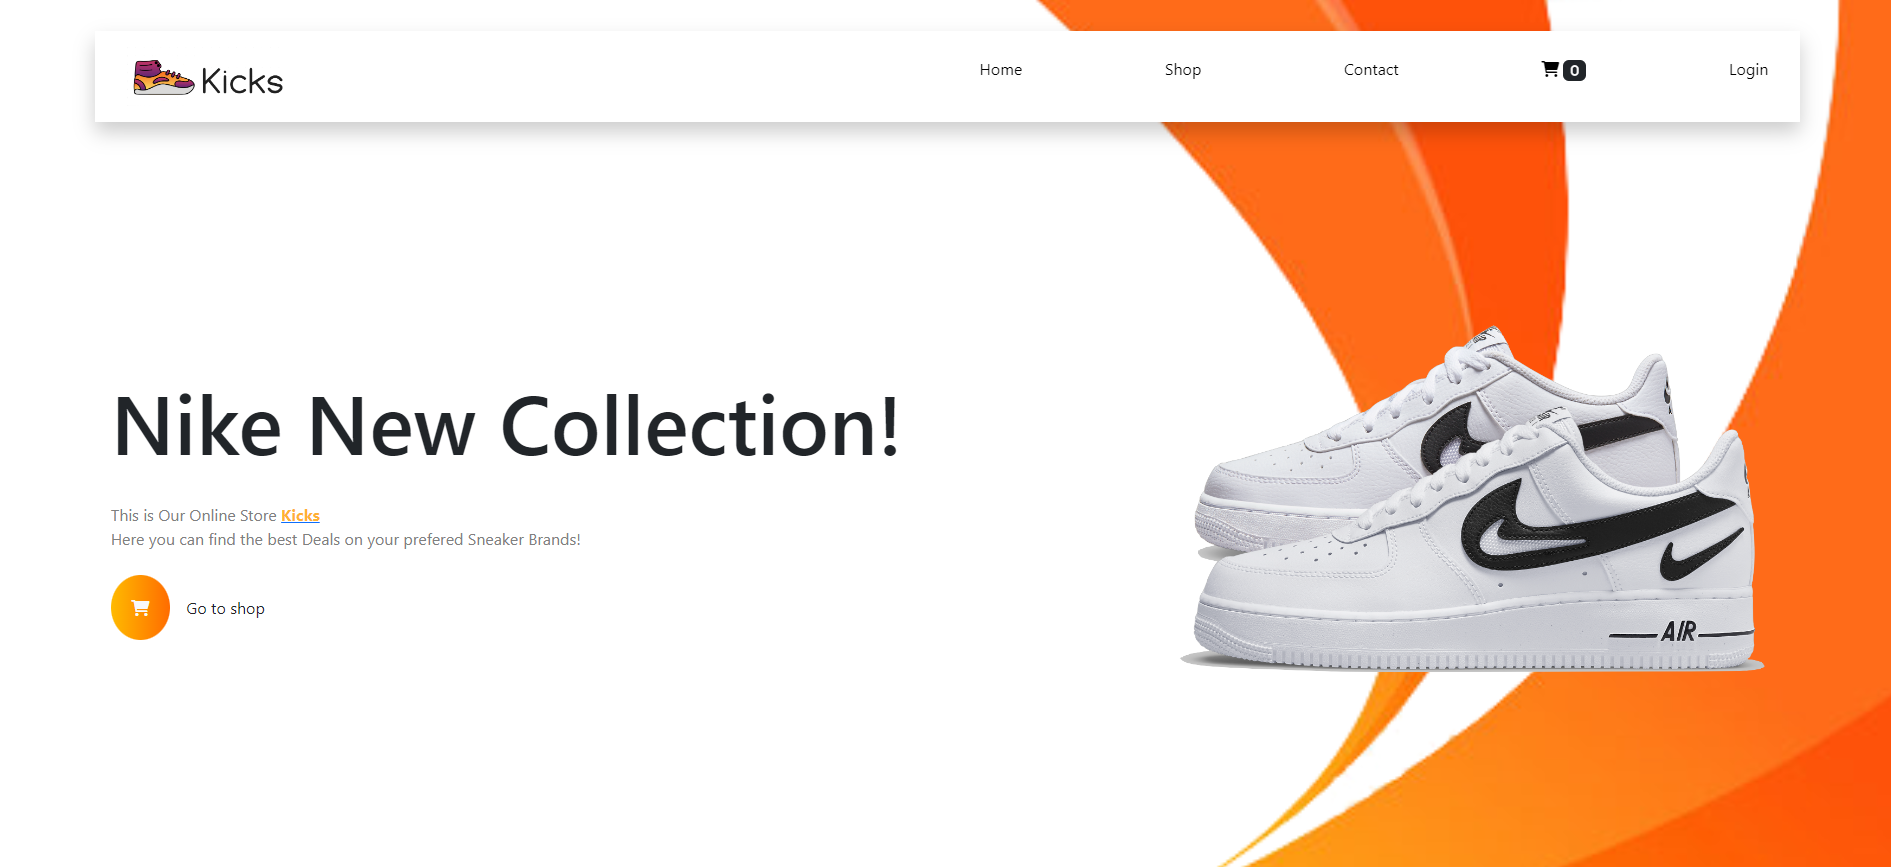 Kicks
Home Shop Contact 0 Login
Nike New Collection!
This is Our Online Store Kicks
Here you can find the best Deals on your prefered Sneaker Brands!
Go to shop
AIR